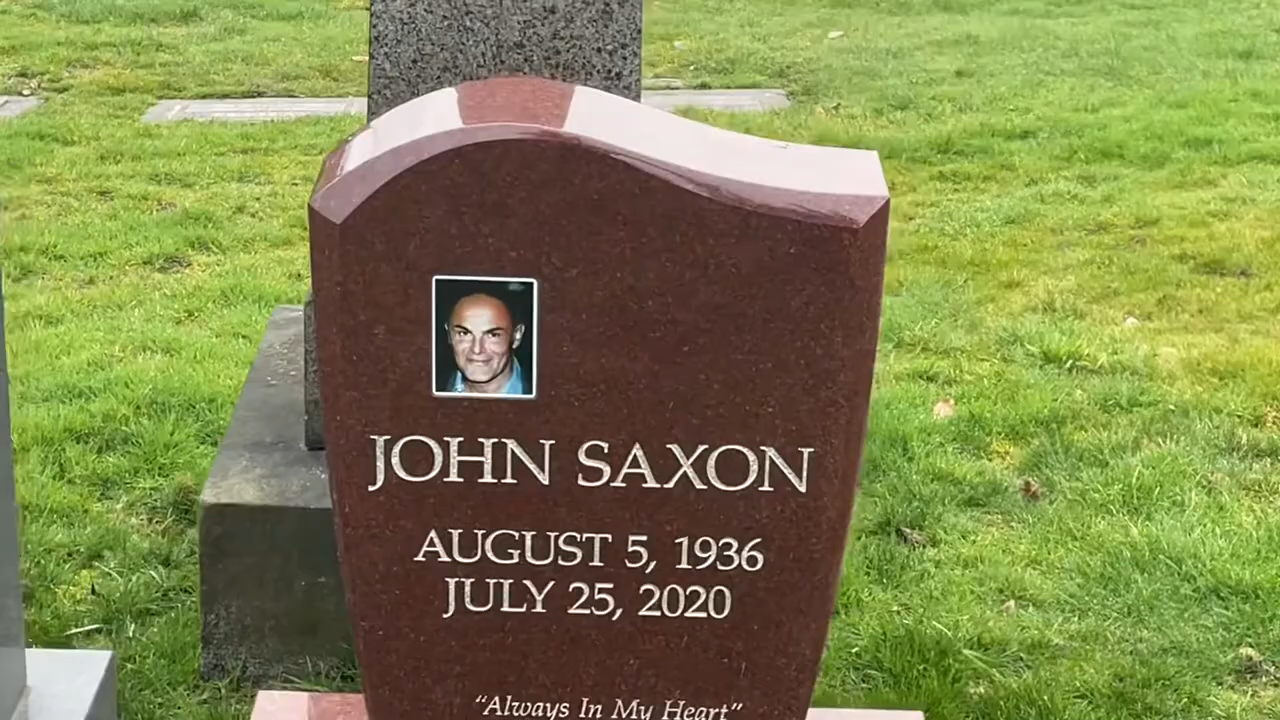 JOHN SAXON
AUGUST 5, 1936
JULY 25, 2020
“Always In My Heart”